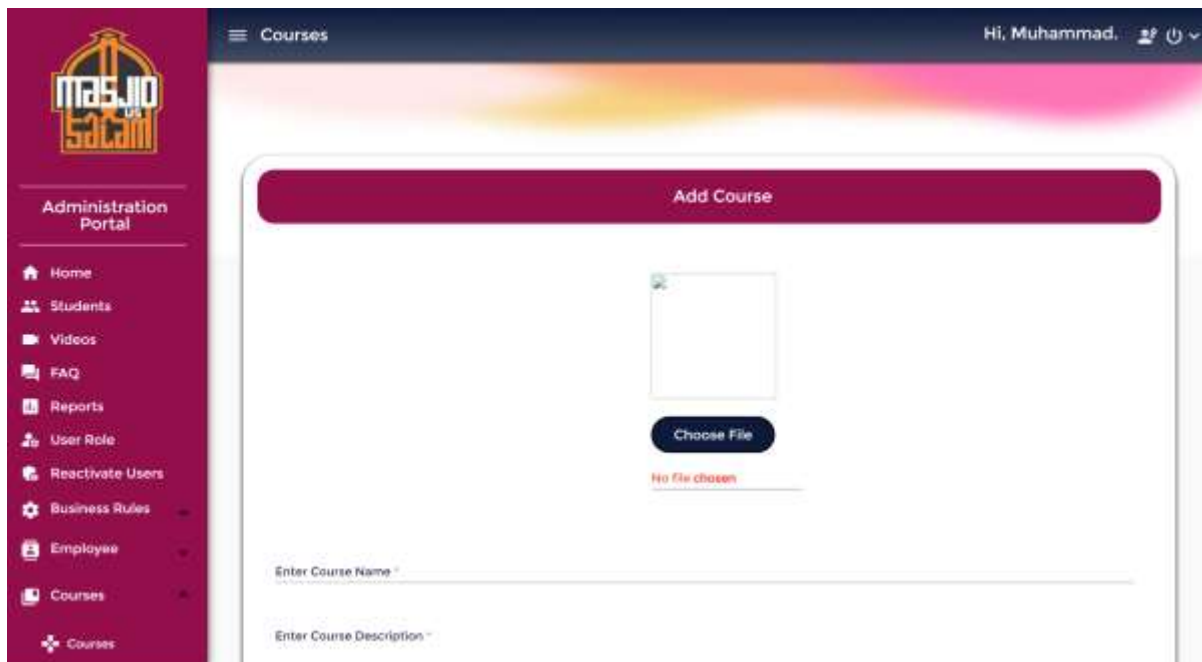 MASJID
us
Salam
Administration
Portal
Home
Students
Videos
FAQ
Reports
User Role
Reactivate Users
Business Rules
Employee
Courses
Courses
Courses
Hi, Muhammad.
Add Course
Choose File
No file chosen
Enter Course Name *
Enter Course Description *